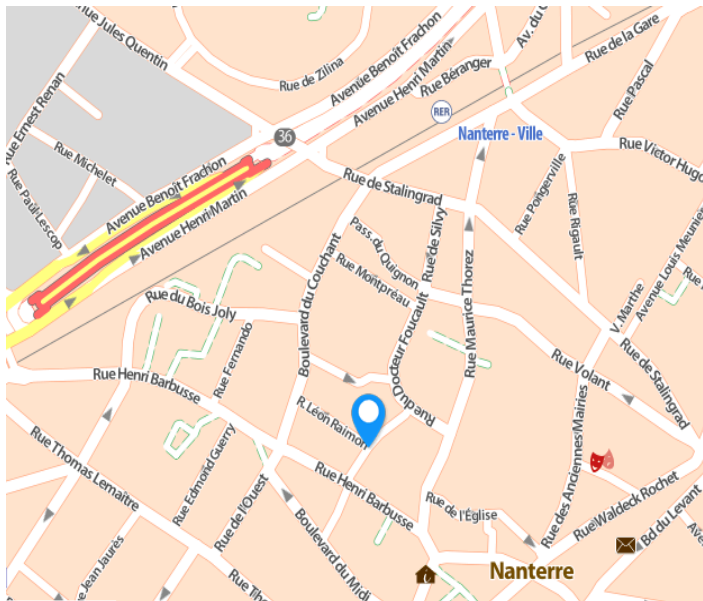 nue Jules Quentin
Rue de Zilina
Avenue Benoît Frachon
Avenue Henri Martin
Rue Béranger
Av. du C
Rue de la Gare
Rue Pascal
Rue Ernest Renan
Rue Michelet
Rue Paul Lescop
36
RER
Nanterre - Ville
Rue Victor Hugo
Avenue Benoît Frachon
Avenue Henri Martin
Rue de Stalingrad
Rue Pongerville
Rue Rigault
Pass. du Quignon
Rue de Silvy
Rue Montpréau
Boulevard du Couchant
Rue Maurice Thorez
Avenue Louis Meunier
V. Marthe
Rue du Bois Joly
Rue Fernando
Rue du Docteur Foucault
Rue Volant
Rue de Stalingrad
Rue Henri Barbusse
R. Léon Raimon
Rue des Anciennes Mairies
Rue Thomas Lemaître
Rue Edmond Guerry
Rue de l'Ouest
Rue Henri Barbusse
Boulevard du Midi
Rue de l'Église
Rue Waldeck Rochet
Bd du Levant
Ave
Rue Jean Jaurès
Nanterre